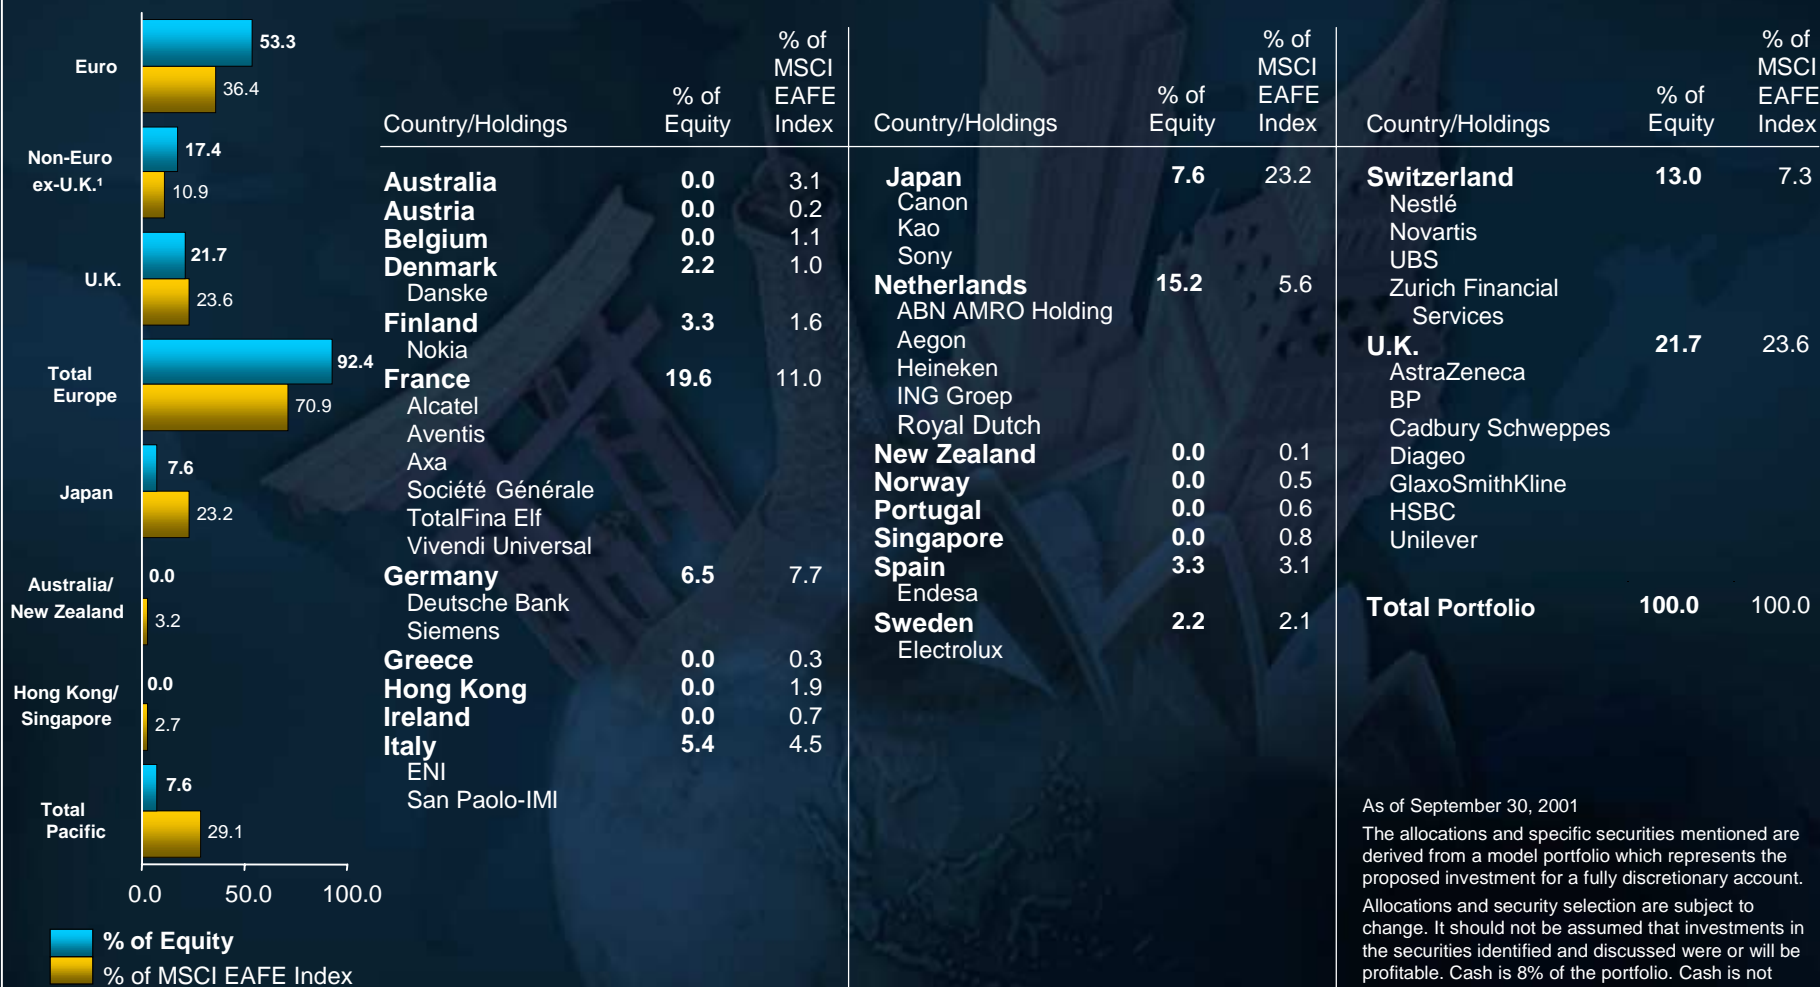 Euro
53.3
36.4
Non-Euro
ex-U.K.¹
17.4
10.9
U.K.
21.7
23.6
Total
Europe
92.4
70.9
Japan
7.6
23.2
Australia/
New Zealand
0.0
3.2
Hong Kong/
Singapore
0.0
2.7
Total
Pacific
7.6
29.1
0.0 50.0 100.0
% of Equity
% of MSCI EAFE Index
% of
MSCI
% of EAFE
Country/Holdings Equity Index
Australia 0.0 3.1
Austria 0.0 0.2
Belgium 0.0 1.1
Denmark 2.2 1.0
Danske
Finland 3.3 1.6
Nokia
France 19.6 11.0
Alcatel
Aventis
Axa
Société Générale
TotalFina Elf
Vivendi Universal
Germany 6.5 7.7
Deutsche Bank
Siemens
Greece 0.0 0.3
Hong Kong 0.0 1.9
Ireland 0.0 0.7
Italy 5.4 4.5
ENI
San Paolo-IMI
% of
MSCI
% of EAFE
Country/Holdings Equity Index
Japan 7.6 23.2
Canon
Kao
Sony
Netherlands 15.2 5.6
ABN AMRO Holding
Aegon
Heineken
ING Groep
Royal Dutch
New Zealand 0.0 0.1
Norway 0.0 0.5
Portugal 0.0 0.6
Singapore 0.0 0.8
Spain 3.3 3.1
Endesa
Sweden 2.2 2.1
Electrolux
% of
MSCI
% of EAFE
Country/Holdings Equity Index
Switzerland 13.0 7.3
Nestlé
Novartis
UBS
Zurich Financial
Services
U.K. 21.7 23.6
AstraZeneca
BP
Cadbury Schweppes
Diageo
GlaxoSmithKline
HSBC
Unilever
Total Portfolio 100.0 100.0
As of September 30, 2001
The allocations and specific securities mentioned are
derived from a model portfolio which represents the
proposed investment for a fully discretionary account.
Allocations and security selection are subject to
change. It should not be assumed that investments in
the securities identified and discussed were or will be
profitable. Cash is 8% of the portfolio. Cash is not